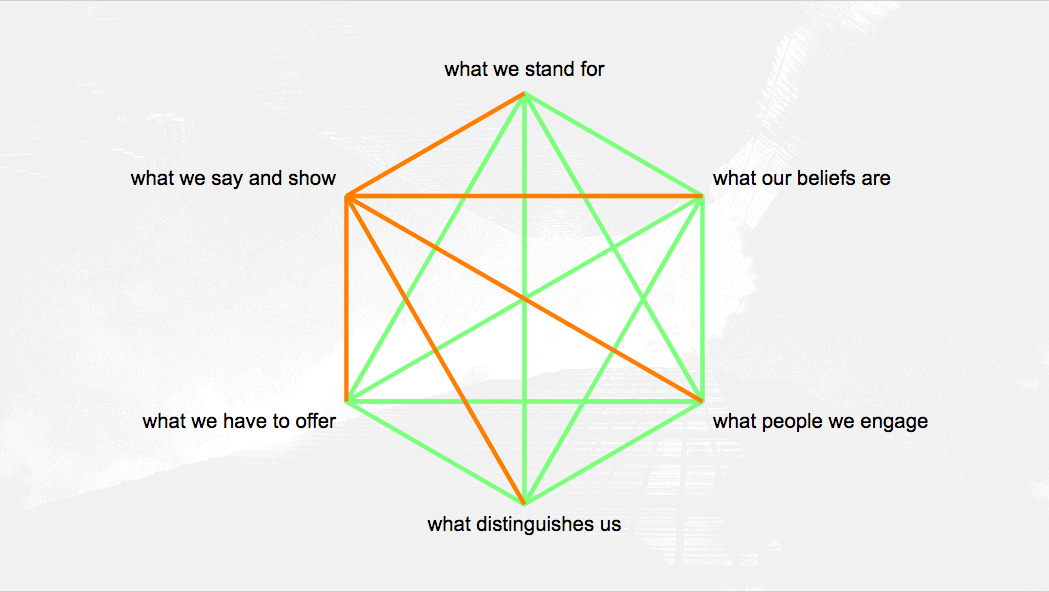 what we stand for
what we say and show
what our beliefs are
what we have to offer
what people we engage
what distinguishes us